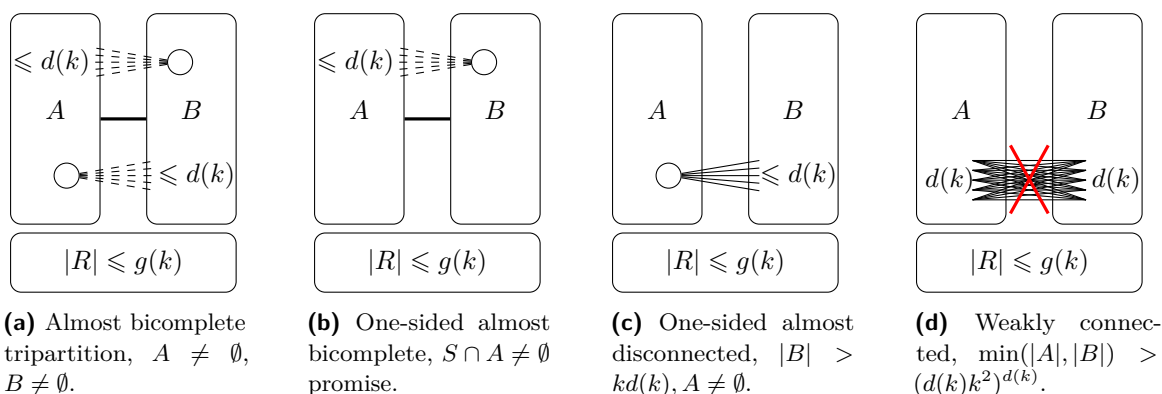 ⩽ d(k)
A
B
⩽ d(k)
|R| ⩽ g(k)
(a) Almost bicomplete
tripartition, A ≠ ∅,
B ≠ ∅.
⩽ d(k)
A
B
|R| ⩽ g(k)
(b) One-sided almost
bicomplete, S ∩ A ≠ ∅
promise.
A
B
⩽ d(k)
|R| ⩽ g(k)
(c) One-sided almost
disconnected, |B| >
kd(k), A ≠ ∅.
A
B
d(k)
d(k)
|R| ⩽ g(k)
(d) Weakly connec-
ted, min(|A|, |B|) >
(d(k)k²)^{d(k)}.